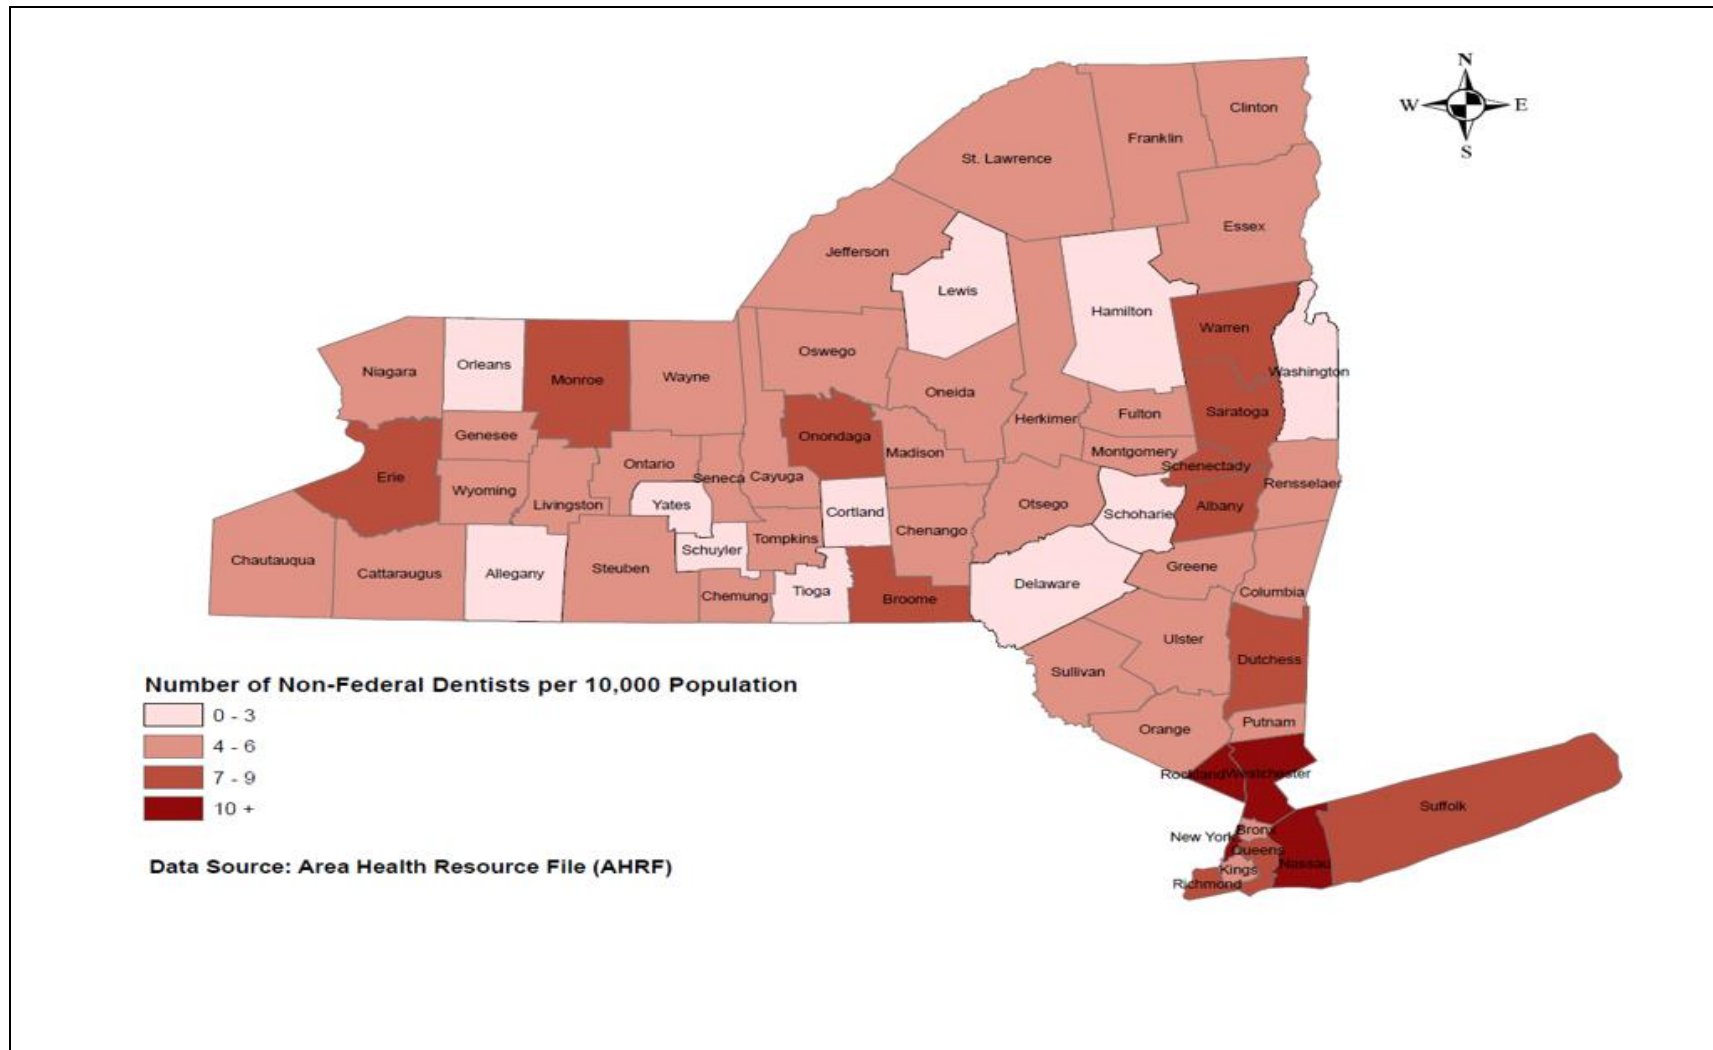 N
W E
S
Clinton
Franklin
St. Lawrence
Essex
Jefferson
Lewis
Hamilton
Warren
Oswego
Orleans
Niagara
Monroe
Wayne
Washington
Oneida
Saratoga
Fulton
Herkimer
Genesee
Onondaga
Madison
Montgomery
Ontario
Schenectady
Erie
Seneca
Cayuga
Rensselaer
Wyoming
Livingston
Yates
Otsego
Albany
Cortland
Schoharie
Chenango
Tompkins
Schuyler
Chautauqua
Cattaraugus
Allegany
Steuben
Greene
Delaware
Tioga
Chemung
Broome
Columbia
Ulster
Dutchess
Sullivan
Putnam
Orange
Rockland
Westchester
Suffolk
Bronx
New York
Queens
Nassau
Kings
Richmond
Number of Non-Federal Dentists per 10,000 Population
0 - 3
4 - 6
7 - 9
10 +
Data Source: Area Health Resource File (AHRF)